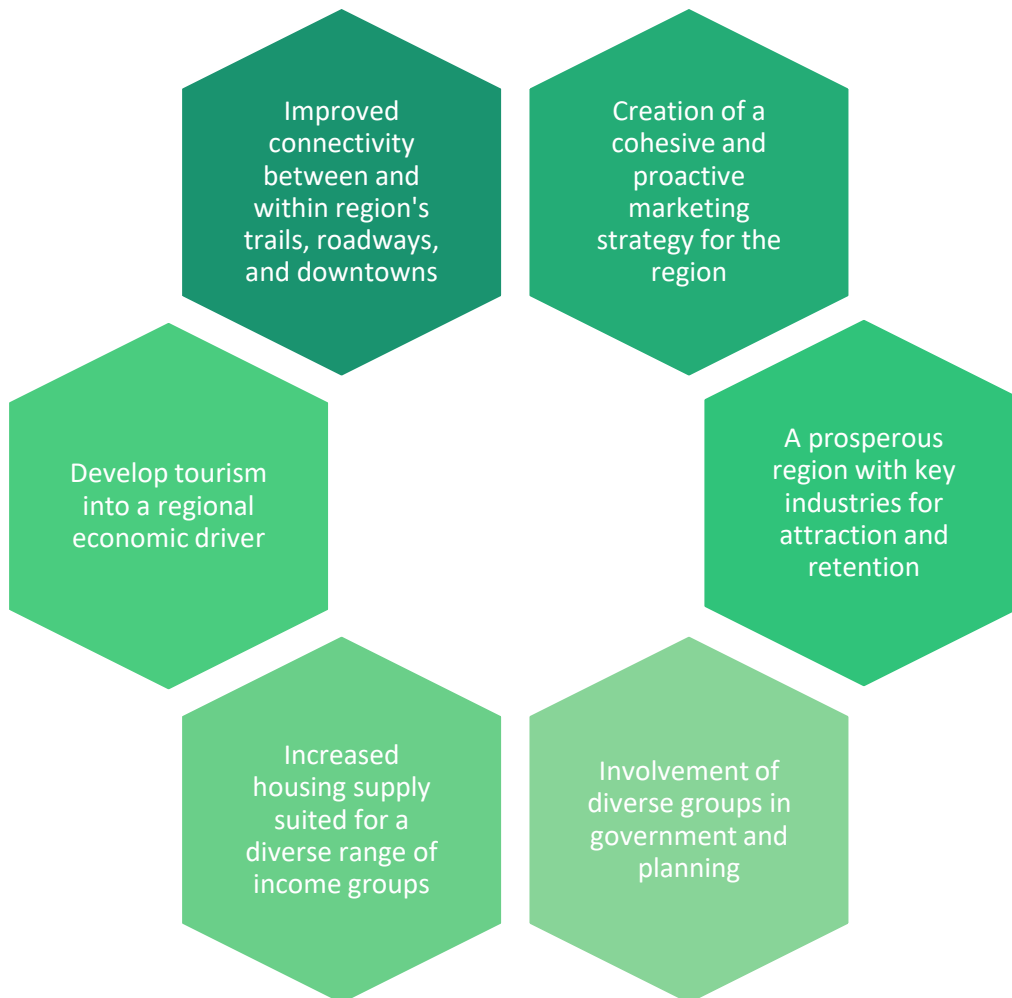 Improved
connectivity
between and
within region's
trails, roadways,
and downtowns
Creation of a
cohesive and
proactive
marketing
strategy for the
region
Develop tourism
into a regional
economic driver
A prosperous
region with key
industries for
attraction and
retention
Increased
housing supply
suited for a
diverse range of
income groups
Involvement of
diverse groups in
government and
planning